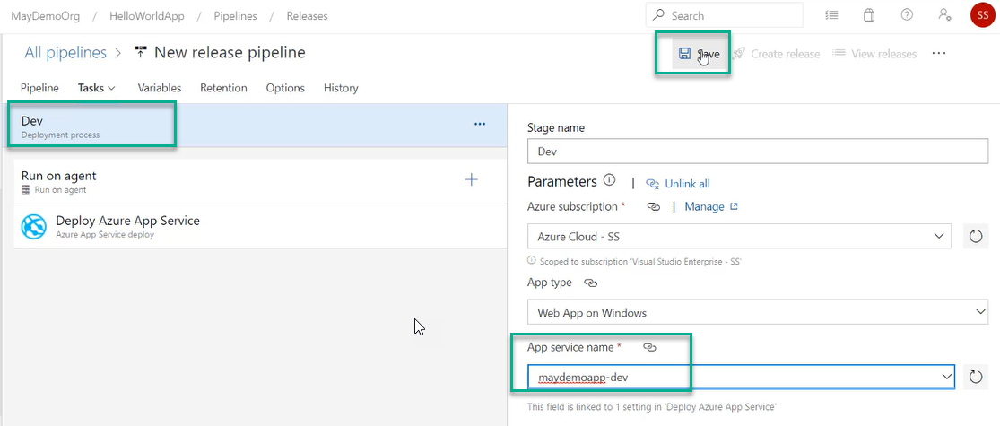 MayDemoOrg / HelloWorldApp / Pipelines / Releases
Search
SS
All pipelines > New release pipeline
Save
Create release
View releases
Pipeline Tasks Variables Retention Options History
Dev
Deployment process
Run on agent
Run on agent
Deploy Azure App Service
Azure App Service deploy
Stage name
Dev
Parameters | Unlink all
Azure subscription * | Manage
Azure Cloud - SS
Scoped to subscription 'Visual Studio Enterprise - SS'
App type
Web App on Windows
App service name *
maydemoapp-dev
This field is linked to 1 setting in 'Deploy Azure App Service'